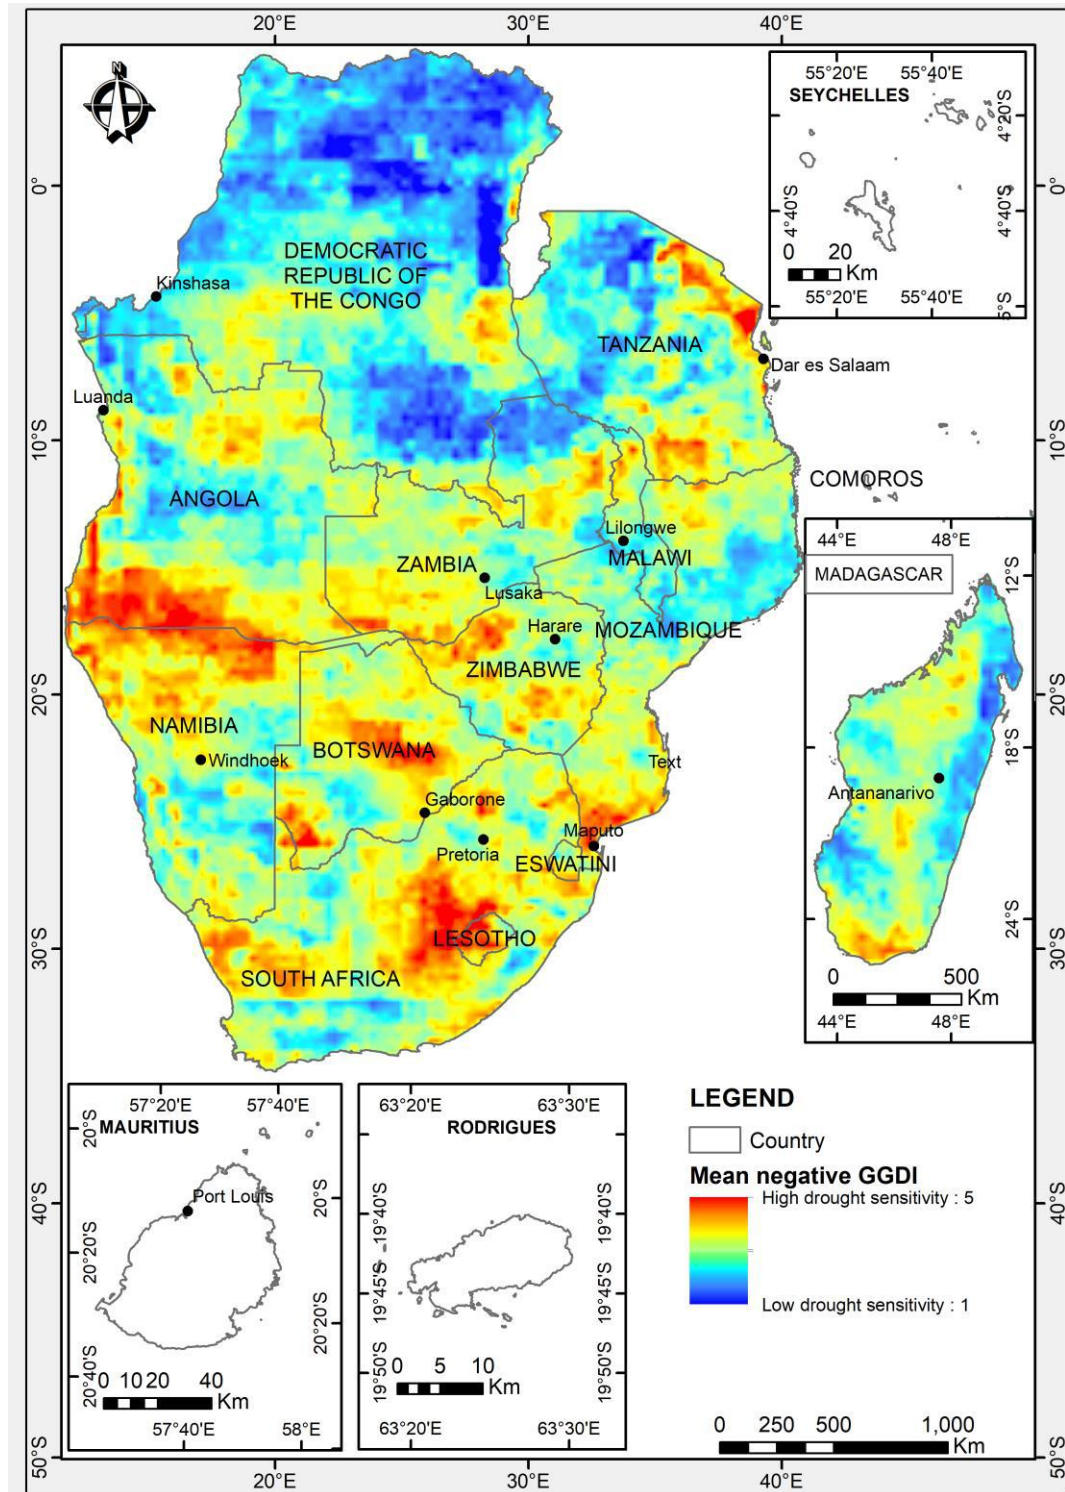 20°E 30°E 40°E
N
0°
10°S
20°S
30°S
40°S
50°S
DEMOCRATIC
REPUBLIC OF
THE CONGO
Kinshasa
TANZANIA
Dar es Salaam
Luanda
ANGOLA
COMOROS
ZAMBIA
Lusaka
Lilongwe
MALAWI
Harare
MOZAMBIQUE
ZIMBABWE
NAMIBIA
Windhoek
BOTSWANA
Text
Gaborone
Maputo
Pretoria
ESWATINI
LESOTHO
SOUTH AFRICA
55°20'E 55°40'E
SEYCHELLES
4°20'S
4°40'S 4°40'S
0 20
Km
5°S
55°20'E 55°40'E
0°
10°S
20°S
30°S
40°S
50°S
44°E 48°E
MADAGASCAR
12°S
18°S
Antananarivo
24°S
0 500
Km
44°E 48°E
57°20'E 57°40'E
MAURITIUS
20°S
Port Louis
20°S
20°20'S
20°20'S
20°40'S
0 10 20 40
Km
57°40'E 58°E
63°20'E 63°30'E
RODRIGUES
19°40'S 19°40'S
19°45'S 19°45'S
19°50'S 19°50'S
0 5 10
Km
63°20'E 63°30'E
LEGEND
Country
Mean negative GGDI
High drought sensitivity : 5
Low drought sensitivity : 1
0 250 500 1,000
Km
20°E 30°E 40°E